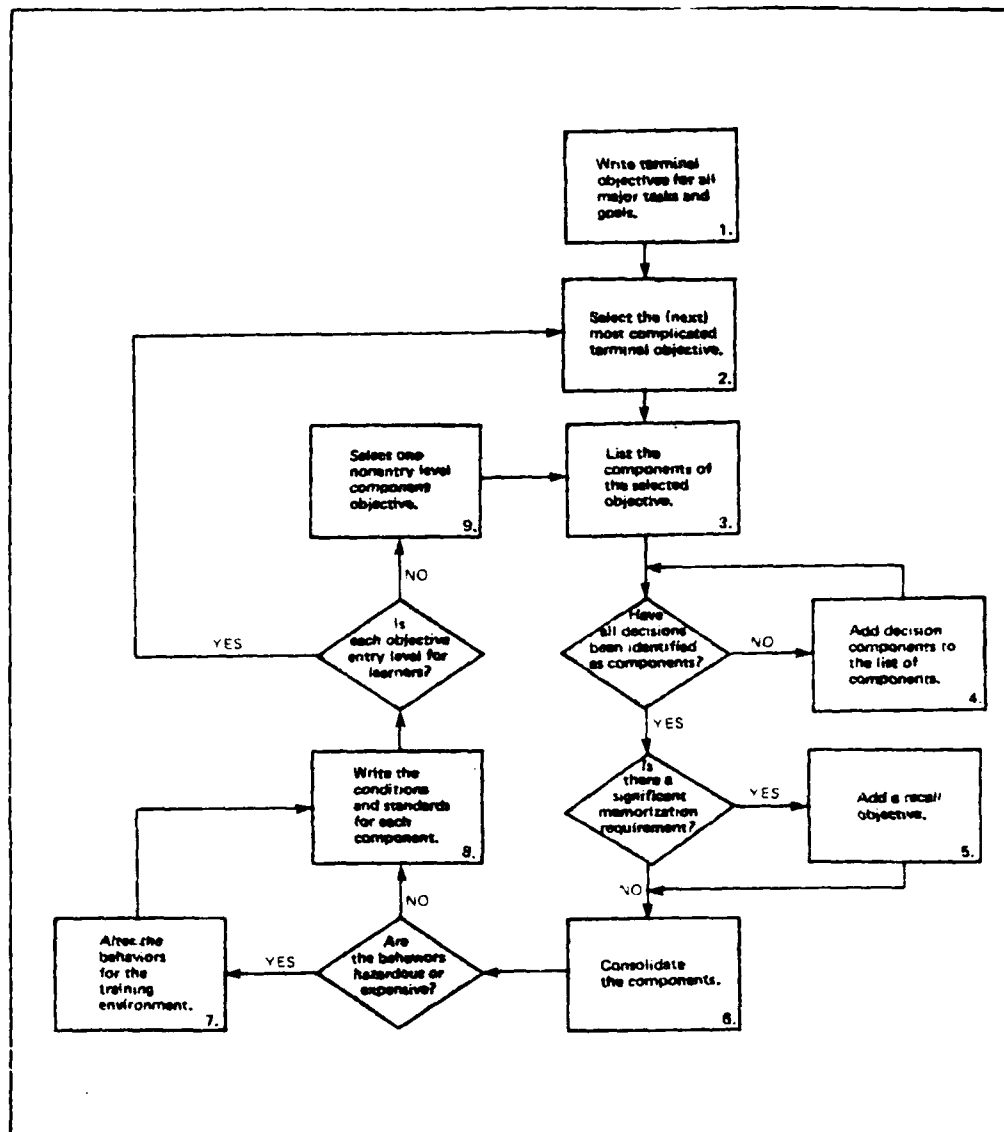 Write terminal
objectives for all
major tasks and
goals.
1.
Select the (next)
most complicated
terminal objective.
2.
Select one
nonentry level
component
objective.
9.
List the
components of
the selected
objective.
3.
NO
Is
each objective
entry level for
learners?
YES
Have
all decisions
been identified
as components?
NO
Add decision
components to
the list of
components.
4.
YES
Write the
conditions
and standards
for each
component.
8.
Is
there a
significant
memorization
requirement?
YES
Add a recall
objective.
5.
NO
NO
Alter the
behaviors
for the
training
environment.
7.
YES
Are
the behaviors
hazardous or
expensive?
Consolidate
the components.
6.